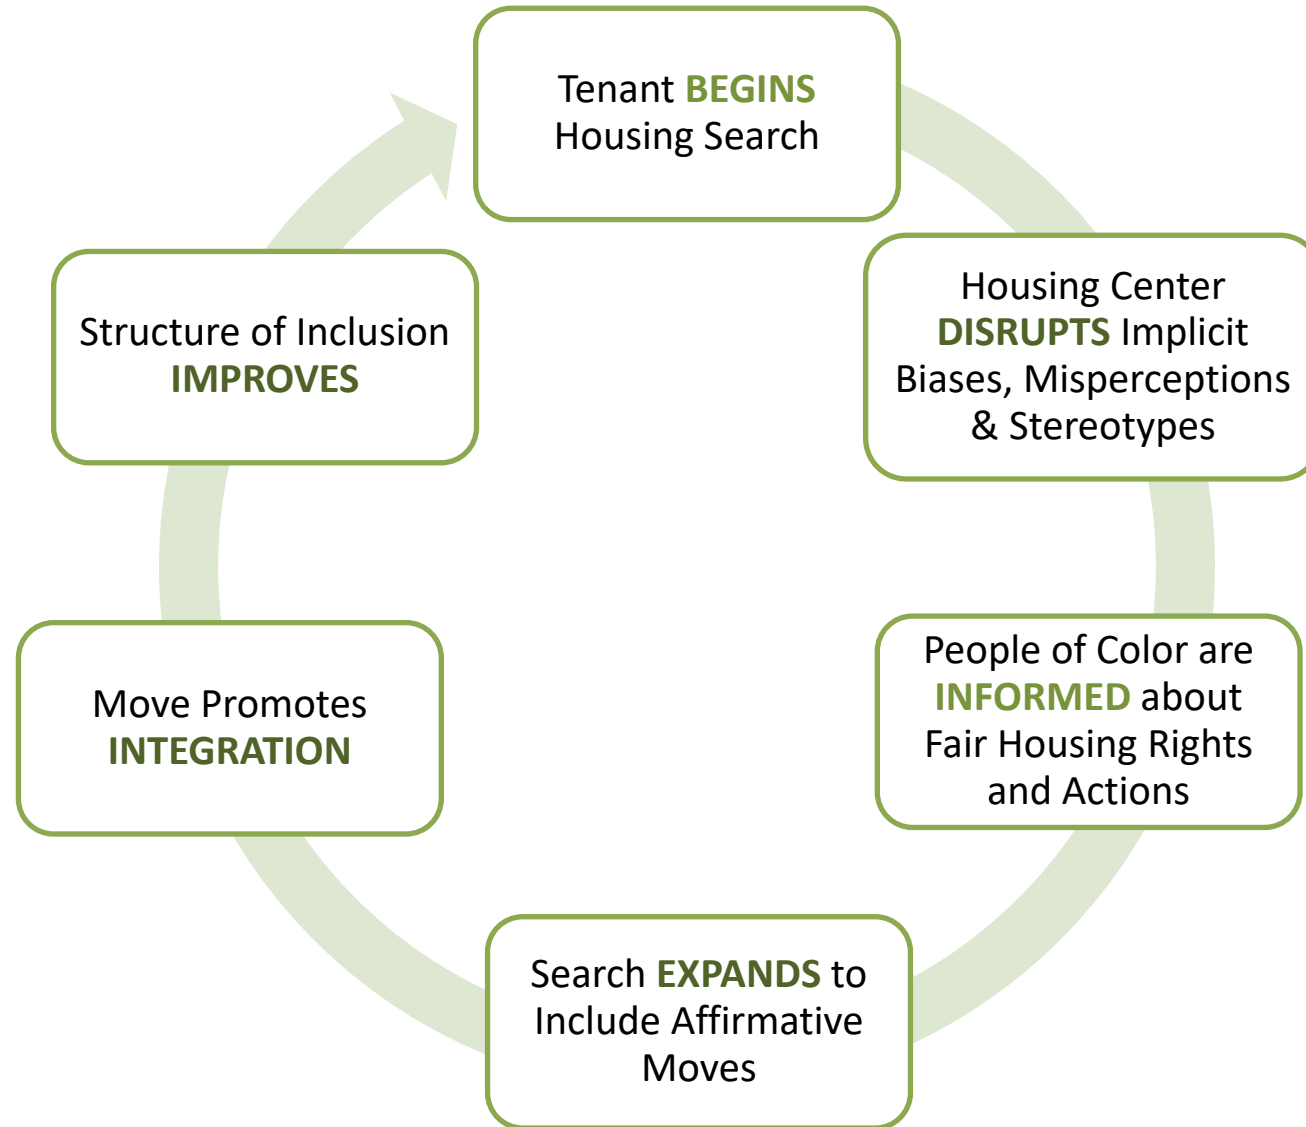 Tenant BEGINS
Housing Search
Housing Center
DISRUPTS Implicit
Biases, Misperceptions
& Stereotypes
People of Color are
INFORMED about
Fair Housing Rights
and Actions
Search EXPANDS to
Include Affirmative
Moves
Move Promotes
INTEGRATION
Structure of Inclusion
IMPROVES